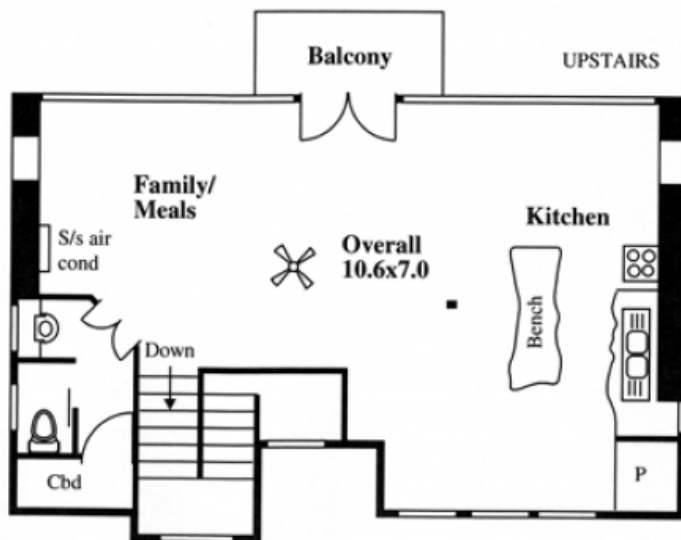 Balcony
UPSTAIRS
Family/
Meals
Kitchen
S/s air
cond
Overall
10.6x7.0
Bench
Down
Cbd
P